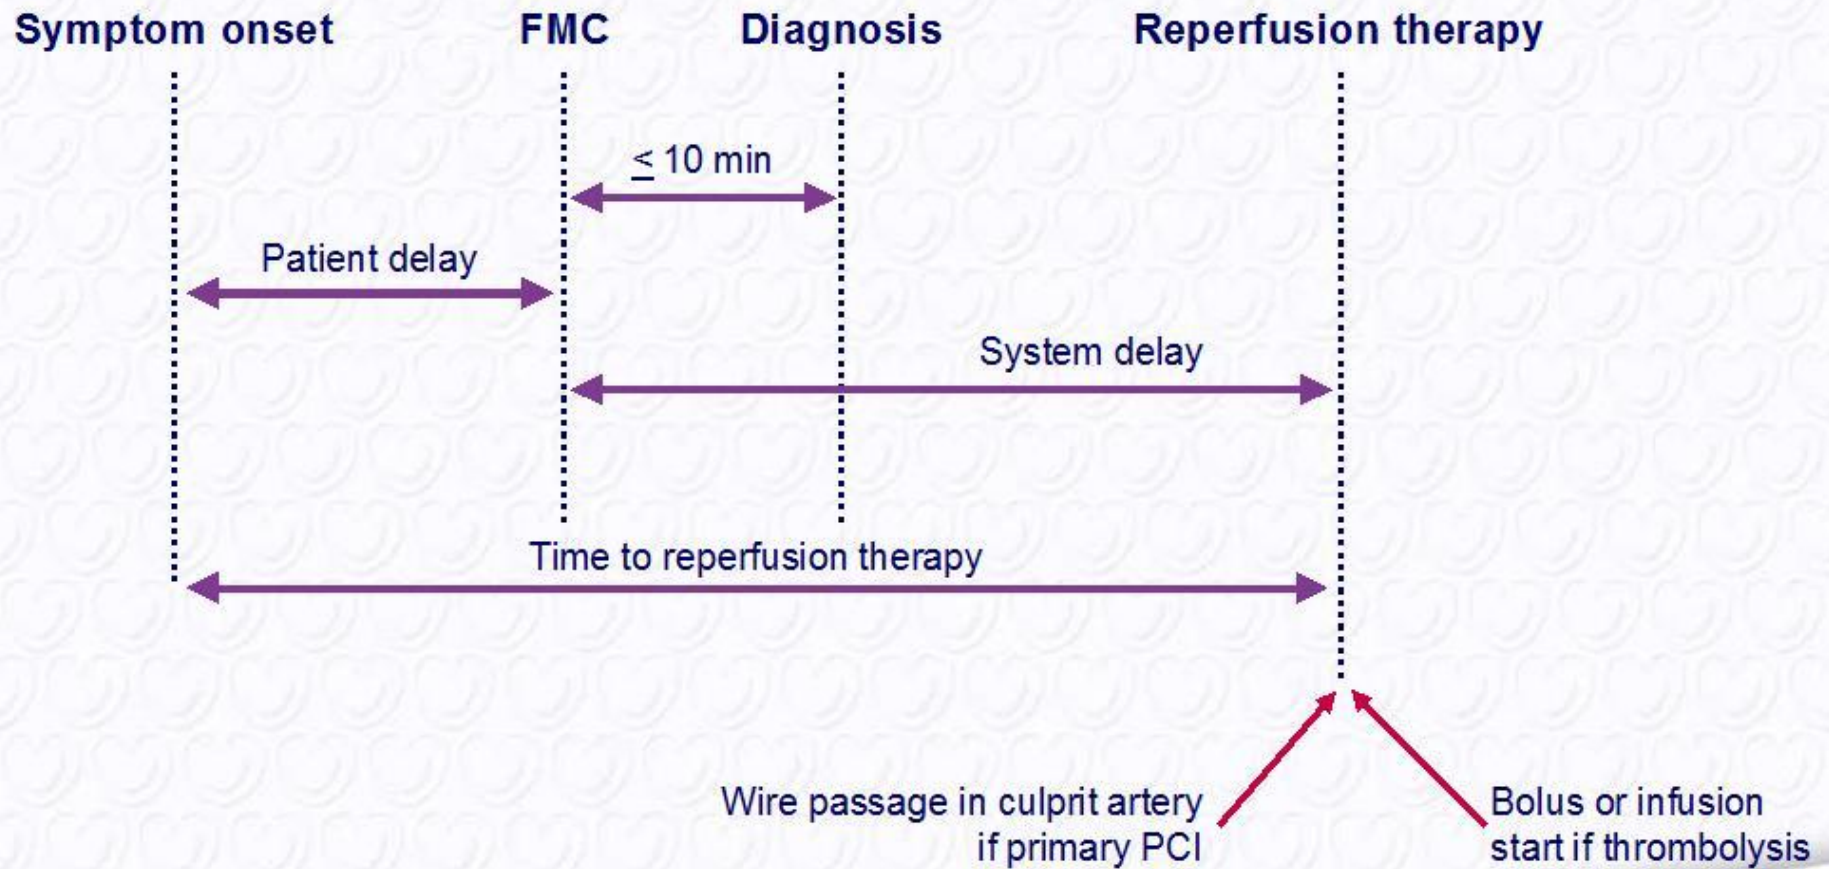 Symptom onset
FMC
Diagnosis
Reperfusion therapy
≤ 10 min
Patient delay
System delay
Time to reperfusion therapy
Wire passage in culprit artery
if primary PCI
Bolus or infusion
start if thrombolysis